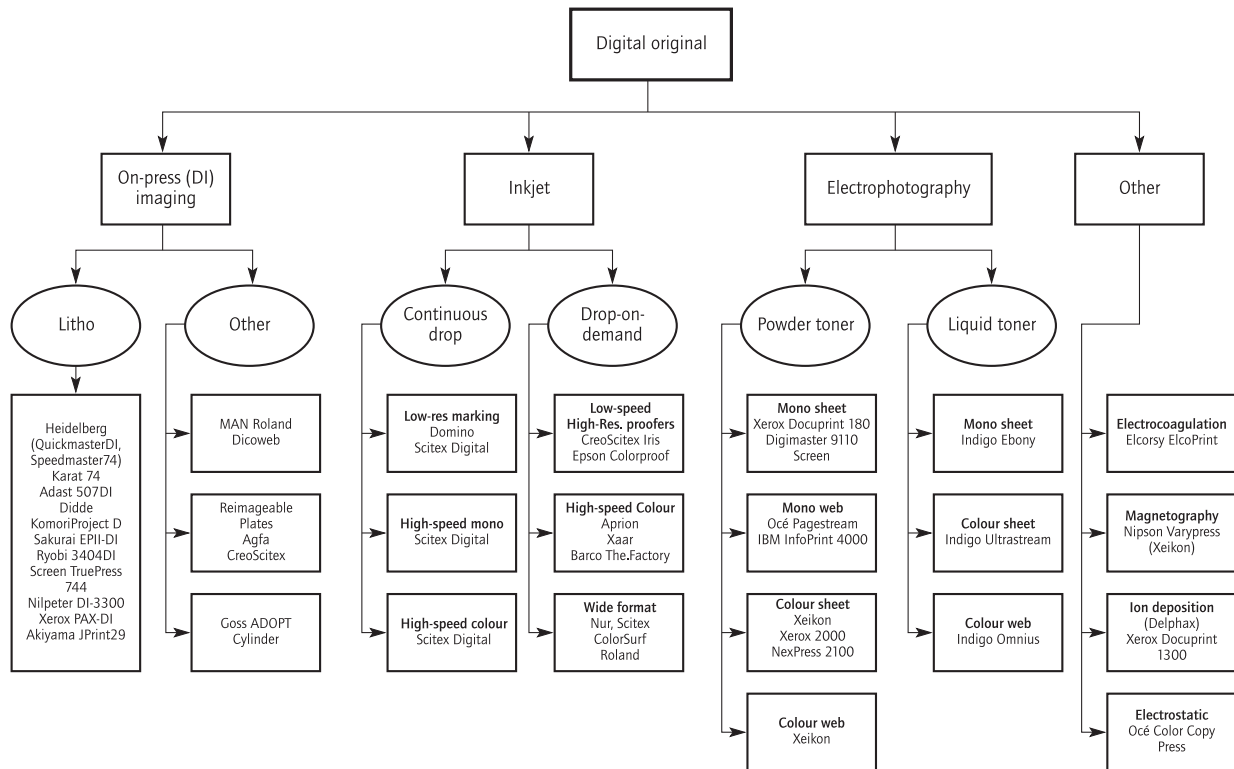 Digital original
On-press (DI)
imaging
Inkjet
Electrophotography
Other
Litho
Other
Continuous
drop
Drop-on-
demand
Powder toner
Liquid toner
Heidelberg
(QuickmasterDI,
Speedmaster74)
Karat 74
Adast 507DI
Didde
KomoriProject D
Sakurai EPII-DI
Ryobi 3404DI
Screen TruePress
744
Nilpeter DI-3300
Xerox PAX-DI
Akiyama JPrint29
MAN Roland
Dicoweb
Reimageable
Plates
Agfa
CreoScitex
Goss ADOPT
Cylinder
Low-res marking
Domino
Scitex Digital
High-speed mono
Scitex Digital
High-speed colour
Scitex Digital
Low-speed
High-Res. proofers
CreoScitex Iris
Epson Colorproof
High-speed Colour
Aprion
Xaar
Barco The.Factory
Wide format
Nur, Scitex
ColorSurf
Roland
Mono sheet
Xerox Docuprint 180
Digimaster 9110
Screen
Mono web
Océ Pagestream
IBM InfoPrint 4000
Colour sheet
Xeikon
Xerox 2000
NexPress 2100
Colour web
Xeikon
Mono sheet
Indigo Ebony
Colour sheet
Indigo Ultrastream
Colour web
Indigo Omnius
Electrocoagulation
Elcorsy ElcoPrint
Magnetography
Nipson Varypress
(Xeikon)
Ion deposition
(Delphax)
Xerox Docuprint
1300
Electrostatic
Océ Color Copy
Press